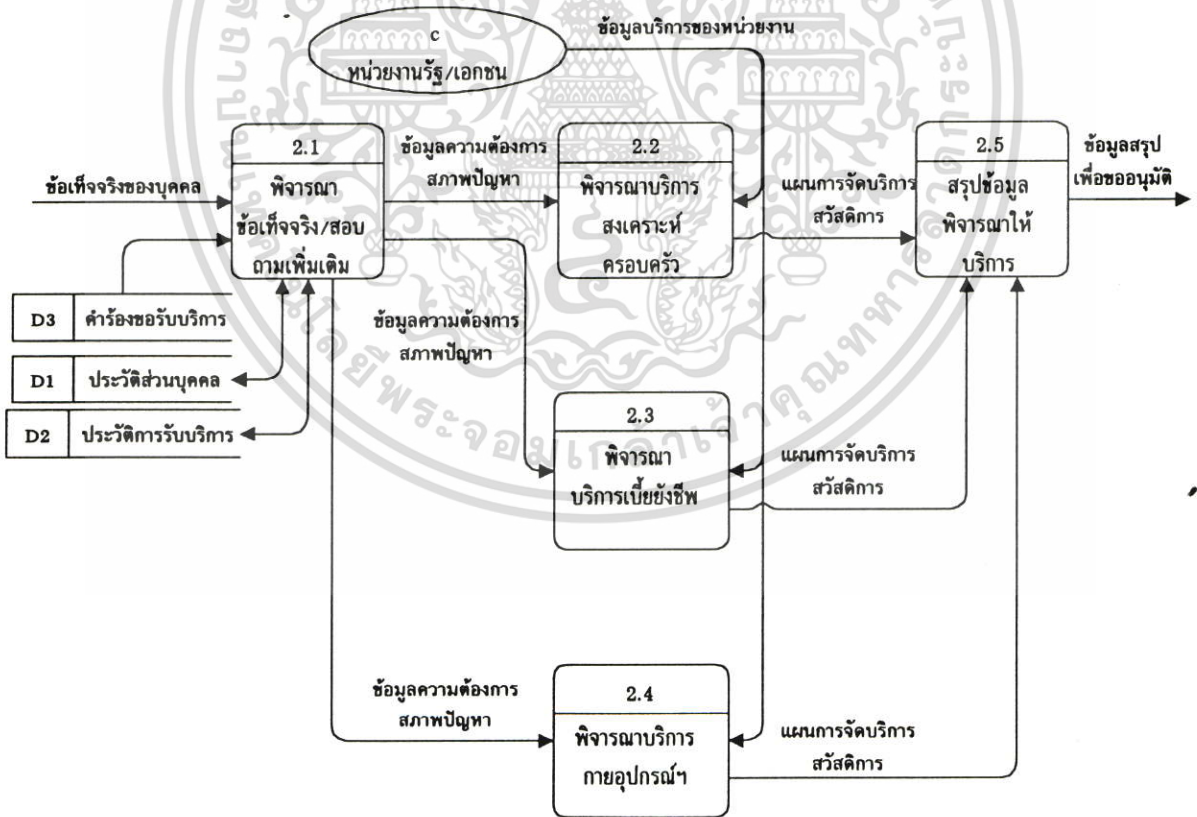 c
หน่วยงานรัฐ/เอกชน
ข้อมูลบริการของหน่วยงาน
2.1
พิจารณา
ข้อเท็จจริง/สอบ
ถามเพิ่มเติม
ข้อมูลความต้องการ
สภาพปัญหา
2.2
พิจารณาบริการ
สงเคราะห์
ครอบครัว
แผนการจัดบริการ
สวัสดิการ
2.5
สรุปข้อมูล
พิจารณาให้
บริการ
ข้อมูลสรุป
เพื่อขออนุมัติ
ข้อเท็จจริงของบุคคล
D3 คำร้องขอรับบริการ
D1 ประวัติส่วนบุคคล
D2 ประวัติการรับบริการ
ข้อมูลความต้องการ
สภาพปัญหา
2.3
พิจารณา
บริการเบี้ยยังชีพ
แผนการจัดบริการ
สวัสดิการ
ข้อมูลความต้องการ
สภาพปัญหา
2.4
พิจารณาบริการ
กายอุปกรณ์ฯ
แผนการจัดบริการ
สวัสดิการ